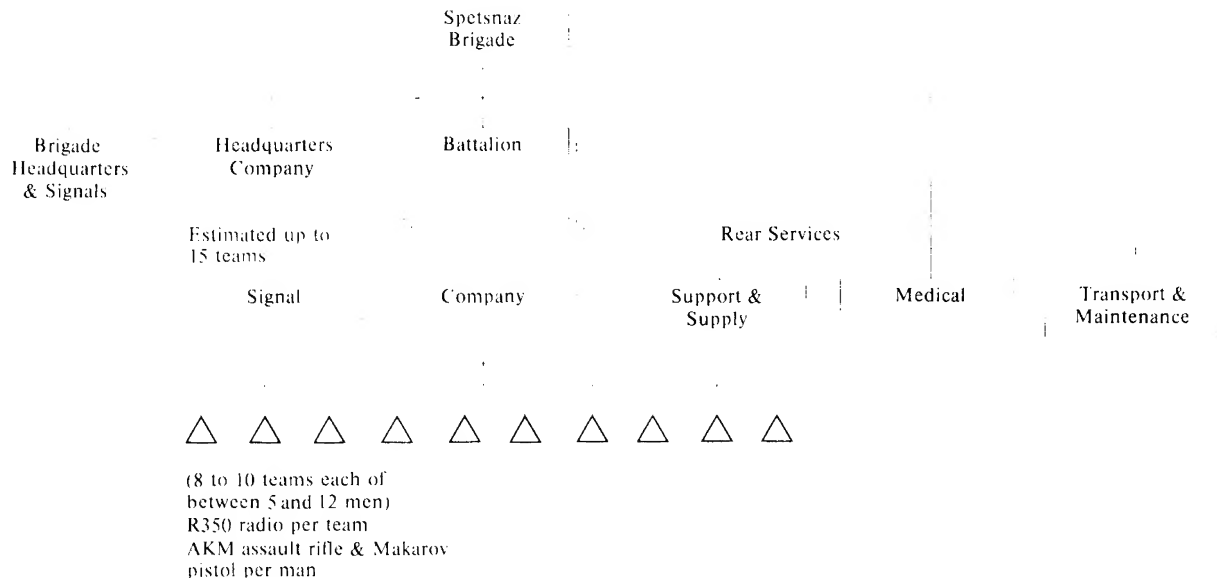 Spetsnaz
Brigade
Brigade
Headquarters
& Signals
Headquarters
Company
Battalion
Estimated up to
15 teams
Rear Services
Signal
Company
Support &
Supply
Medical
Transport &
Maintenance
(8 to 10 teams each of
between 5 and 12 men)
R350 radio per team
AKM assault rifle & Makarov
pistol per man